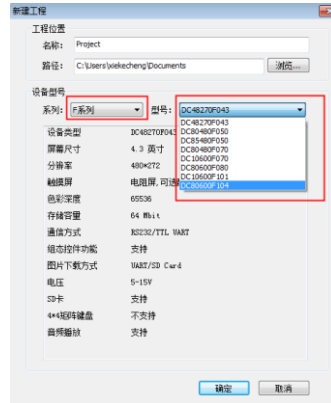 新建工程
工程位置
名称: Project
路径: C:\Users\xiekecheng\Documents 浏览...
设备型号
系列: F系列 型号: DC48270F043
DC48270F043
DC80480F050
DC85480F050
DC80480F070
DC10600F070
DC80600F080
DC10600F101
DC80600F104
设备类型 DC48270F043
屏幕尺寸 4.3 英寸
分辨率 480*272
触摸屏 电阻屏,可选
色彩深度 65536
存储容量 64 Mbit
通信方式 RS232/TTL UART
组态控件功能 支持
图片下载方式 UART/SD Card
电压 5-15V
SD卡 支持
4*4矩阵键盘 不支持
音频播放 支持
确定 取消